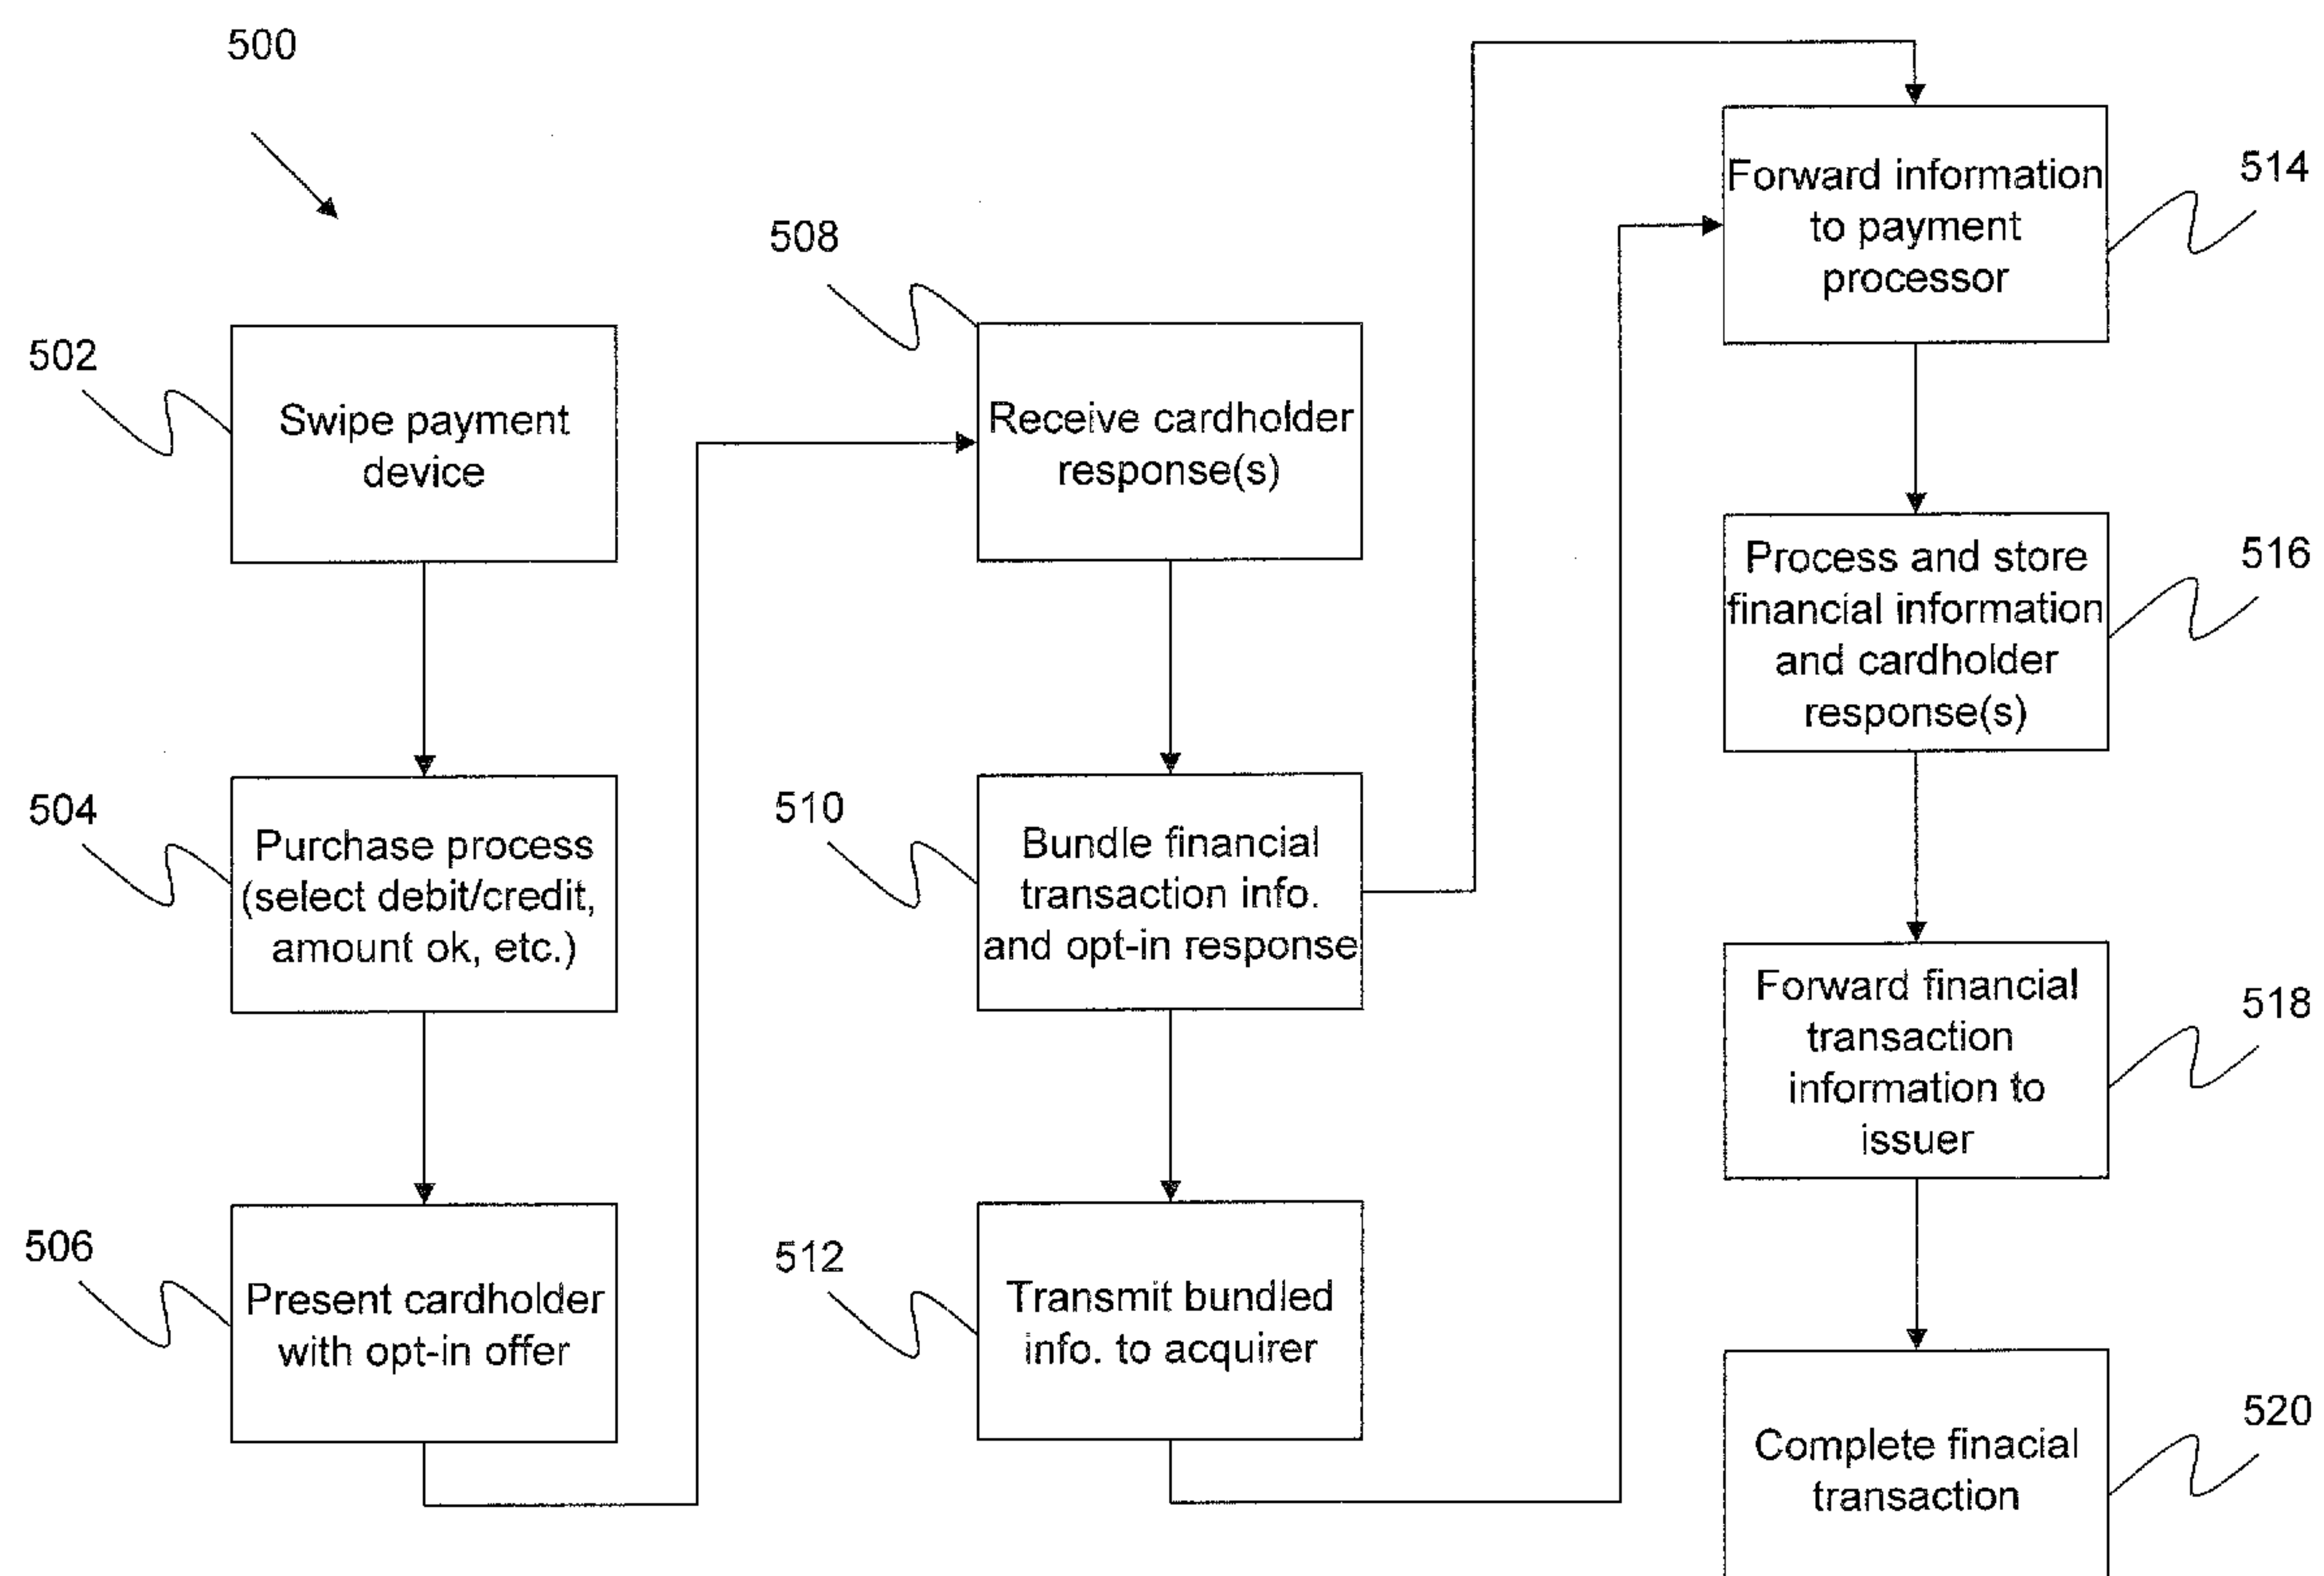 500
502
Swipe payment
device
504
Purchase process
(select debit/credit,
amount ok, etc.)
506
Present cardholder
with opt-in offer
508
Receive cardholder
response(s)
510
Bundle financial
transaction info.
and opt-in response
512
Transmit bundled
info. to acquirer
514
Forward information
to payment
processor
516
Process and store
financial information
and cardholder
response(s)
518
Forward financial
transaction
information to
issuer
520
Complete finacial
transaction